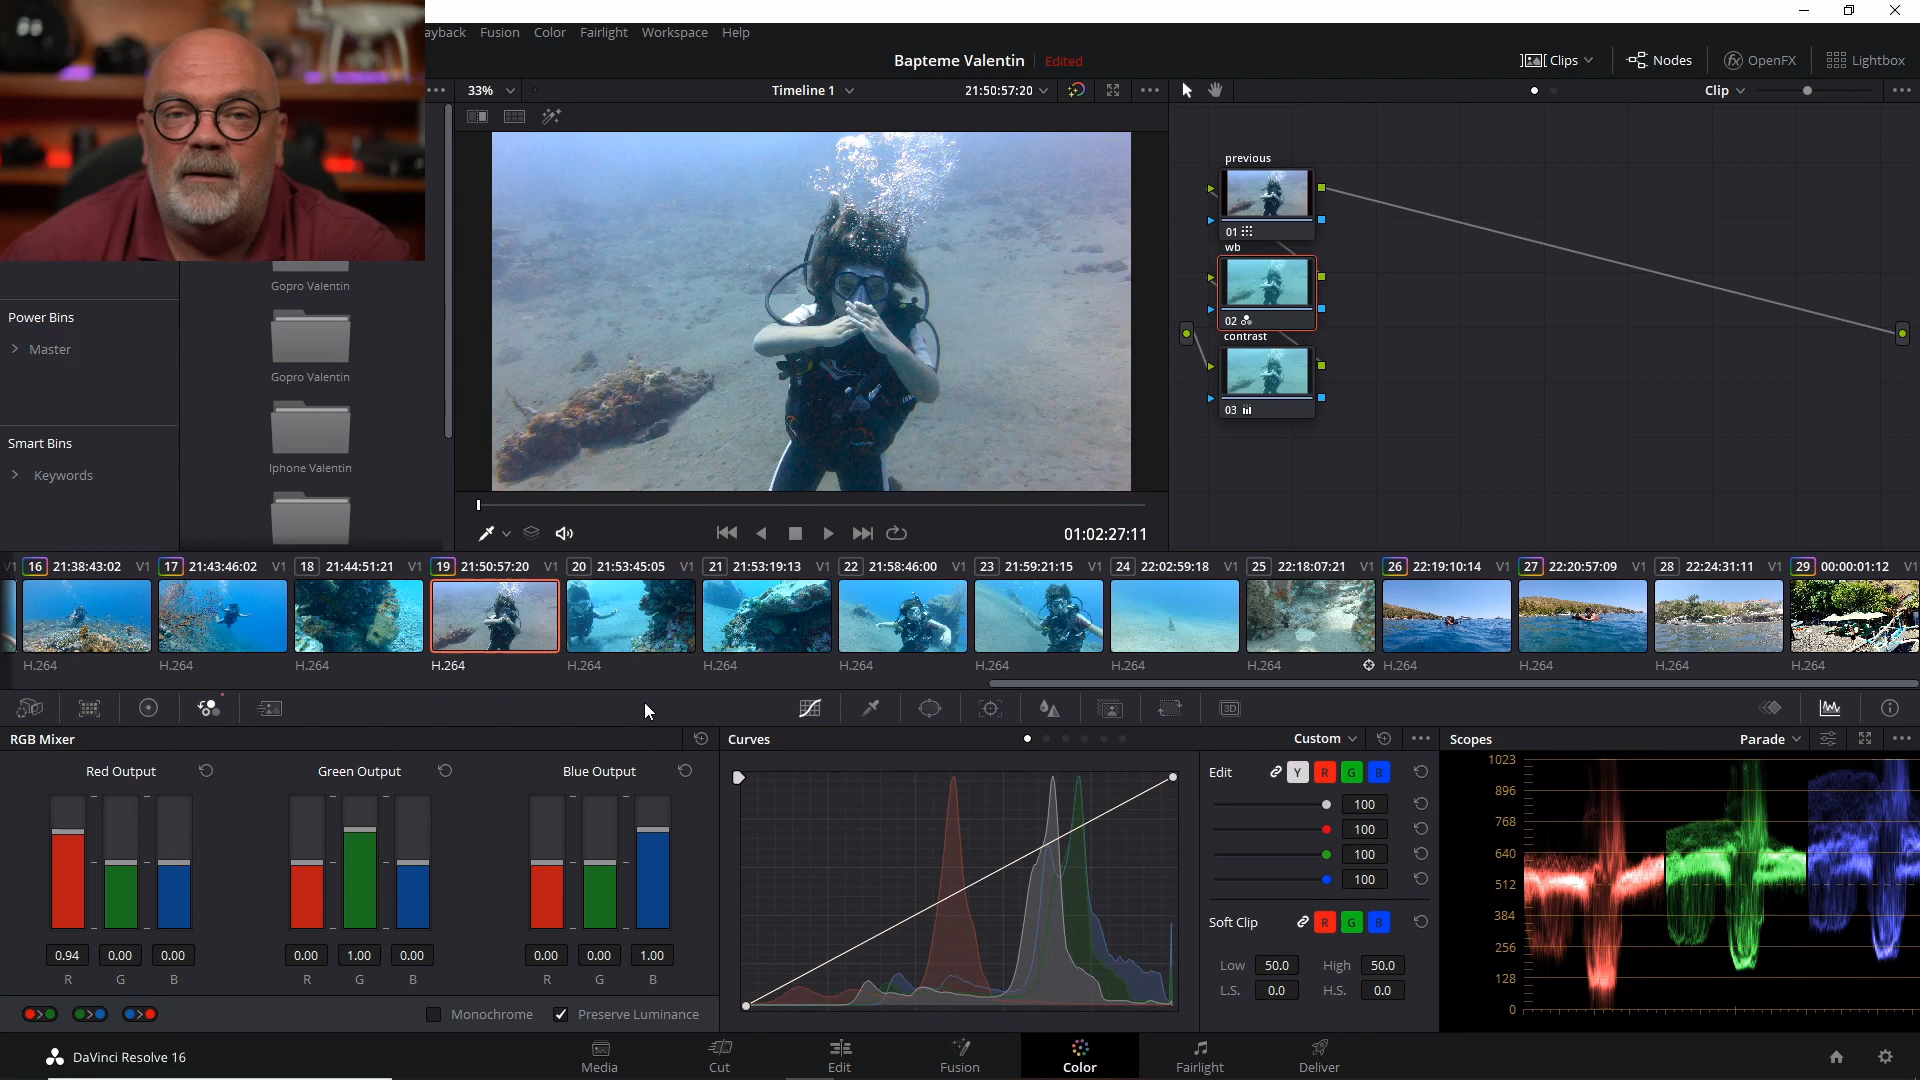 ayback Fusion Color Fairlight Workspace Help
Bapteme Valentin Edited
Clips Nodes OpenFX Lightbox
33% Timeline 1 21:50:57:20 Clip
previous
01
wb
02
contrast
03
Gopro Valentin
Power Bins
Master
Gopro Valentin
Smart Bins
Keywords
Iphone Valentin
01:02:27:11
V1 16 21:38:43:02 V1 17 21:43:46:02 V1 18 21:44:51:21 V1 19 21:50:57:20 V1 20 21:53:45:05 V1 21 21:53:19:13 V1 22 21:58:46:00 V1 23 21:59:21:15 V1 24 22:02:59:18 V1 25 22:18:07:21 V1 26 22:19:10:14 V1 27 22:20:57:09 V1 28 22:24:31:11 V1 29 00:00:01:12 V1
H.264 H.264 H.264 H.264 H.264 H.264 H.264 H.264 H.264 H.264 H.264 H.264 H.264 H.264
3D
RGB Mixer
Red Output Green Output Blue Output
0.94 0.00 0.00 0.00 1.00 0.00 0.00 0.00 1.00
R G B R G B R G B
Monochrome Preserve Luminance
Curves Custom
Edit Y R G B
100
100
100
100
Soft Clip R G B
Low 50.0 High 50.0
L.S. 0.0 H.S. 0.0
Scopes Parade
1023
896
768
640
512
384
256
128
0
DaVinci Resolve 16
Media Cut Edit Fusion Color Fairlight Deliver